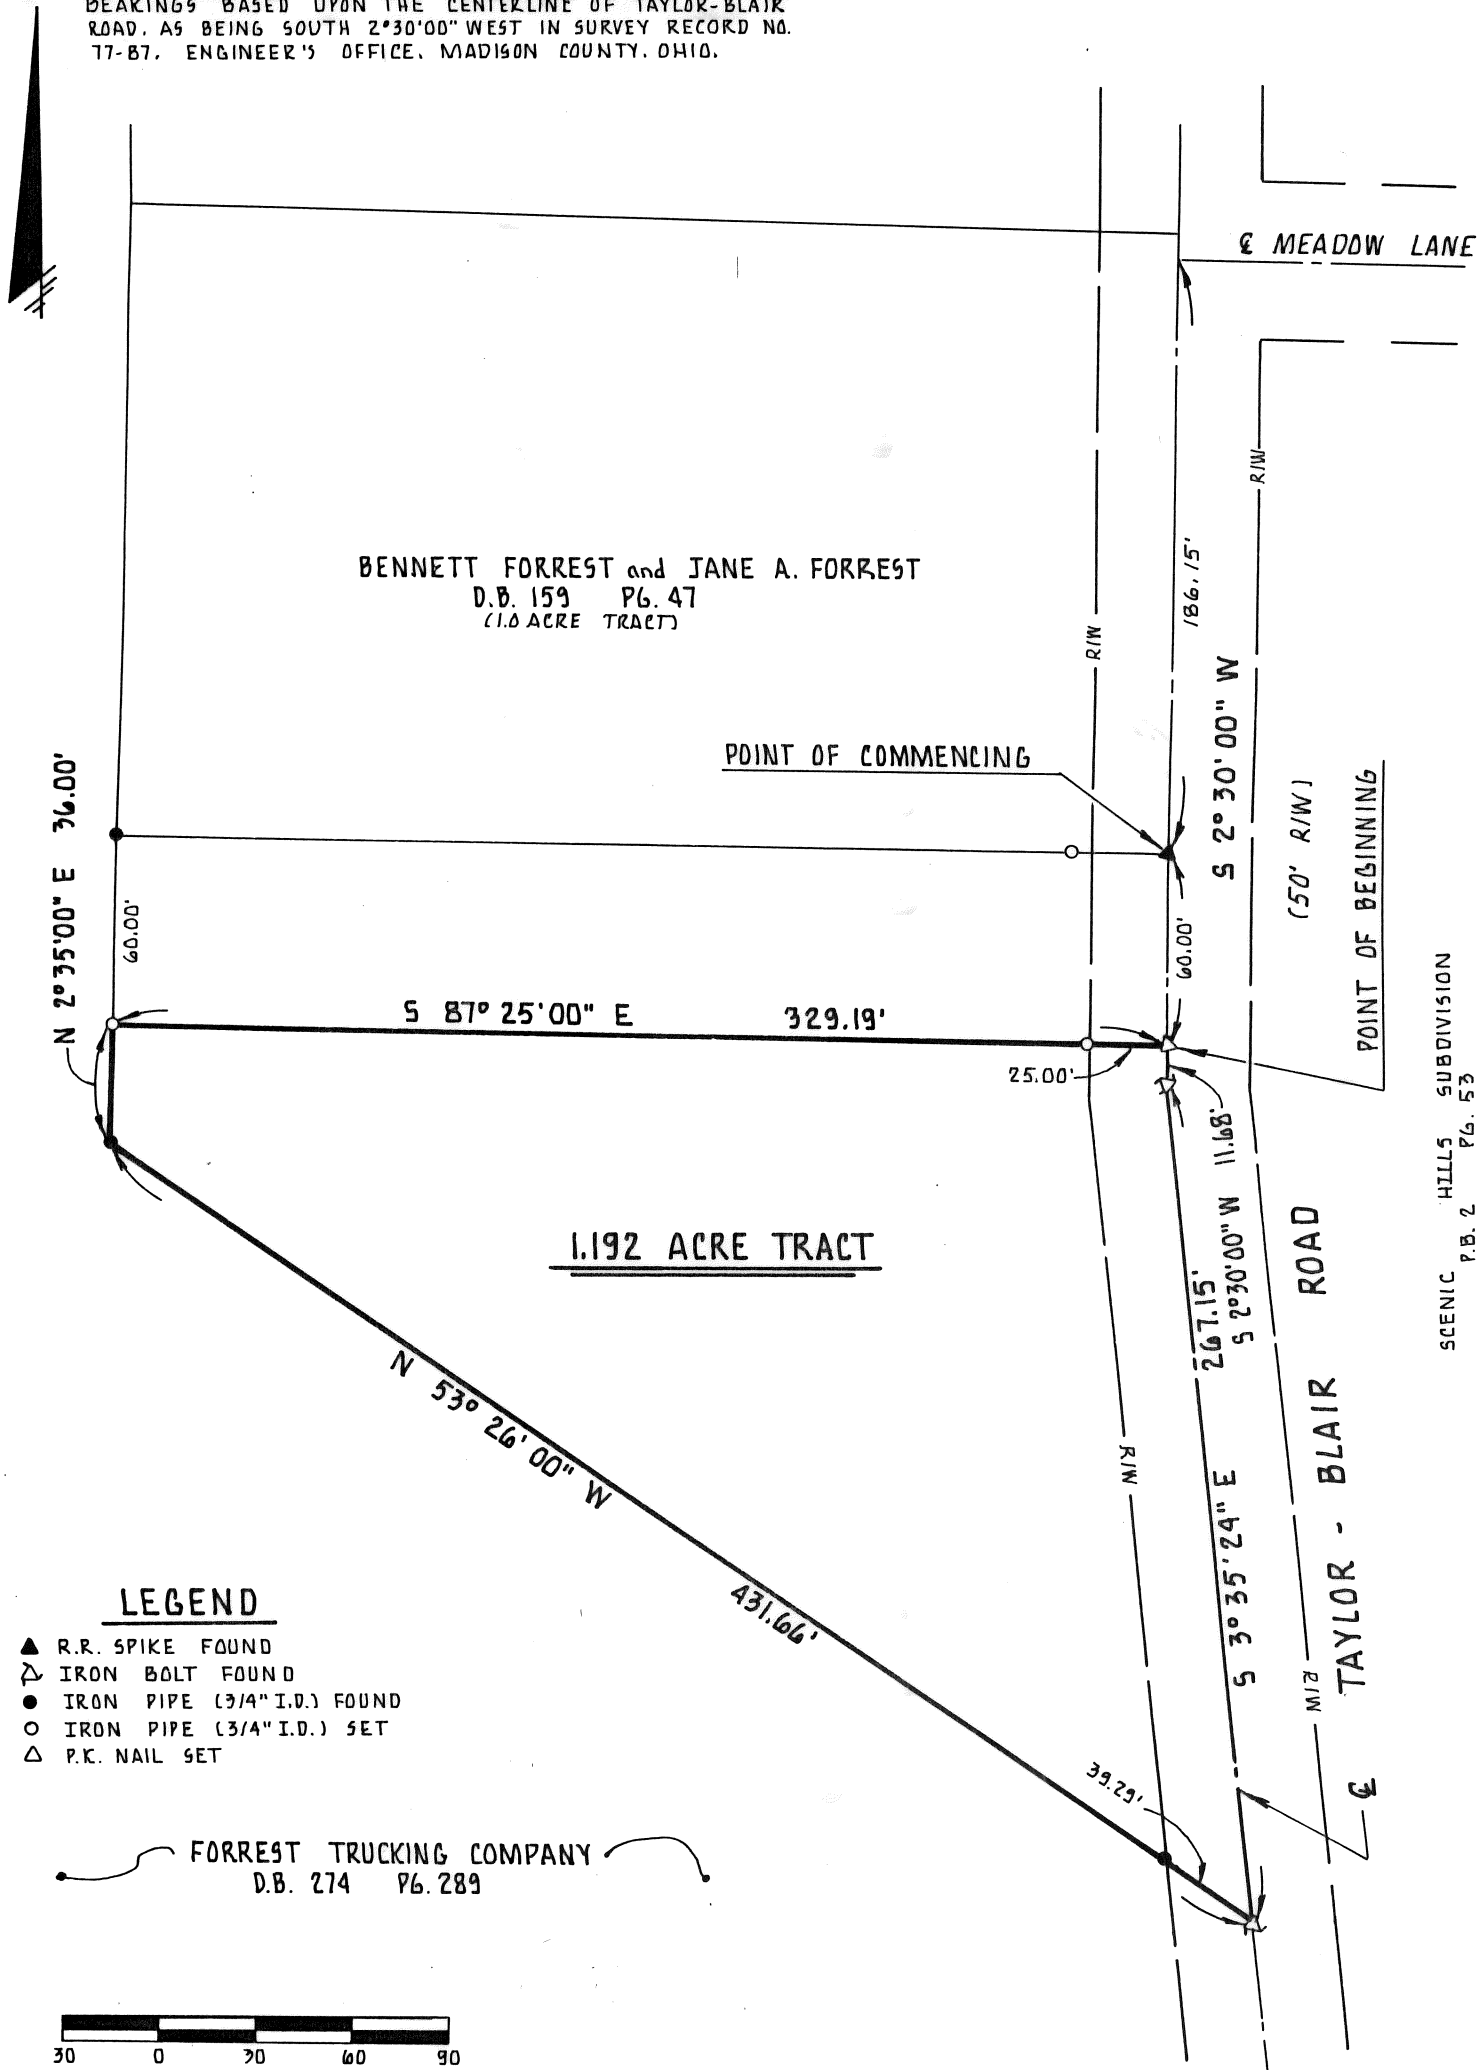 BEARINGS BASED UPON THE CENTERLINE OF TAYLOR-BLAIR
ROAD, AS BEING SOUTH 2°30'00" WEST IN SURVEY RECORD NO.
77-87, ENGINEER'S OFFICE, MADISON COUNTY, OHIO.
℄ MEADOW LANE
R/W
186.15'
BENNETT FORREST and JANE A. FORREST
D.B. 159 PG. 47
(1.0 ACRE TRACT)
R/W
S 2° 30' 00" W
POINT OF COMMENCING
(50' R/W)
POINT OF BEGINNING
N 2° 35' 00" E 36.00'
60.00'
60.00'
S 87° 25' 00" E 329.19'
25.00'
SCENIC HILLS SUBDIVISION
P.B. 2 PG. 53
S 2°30'00" W 11.68'
1.192 ACRE TRACT
S 3° 35' 24" E 267.15'
℄ TAYLOR - BLAIR ROAD
N 53° 26' 00" W
431.66'
R/W
R/W
39.29'
LEGEND
R.R. SPIKE FOUND
IRON BOLT FOUND
IRON PIPE (3/4" I.D.) FOUND
IRON PIPE (3/4" I.D.) SET
P.K. NAIL SET
FORREST TRUCKING COMPANY
D.B. 274 PG. 289
30 0 30 60 90